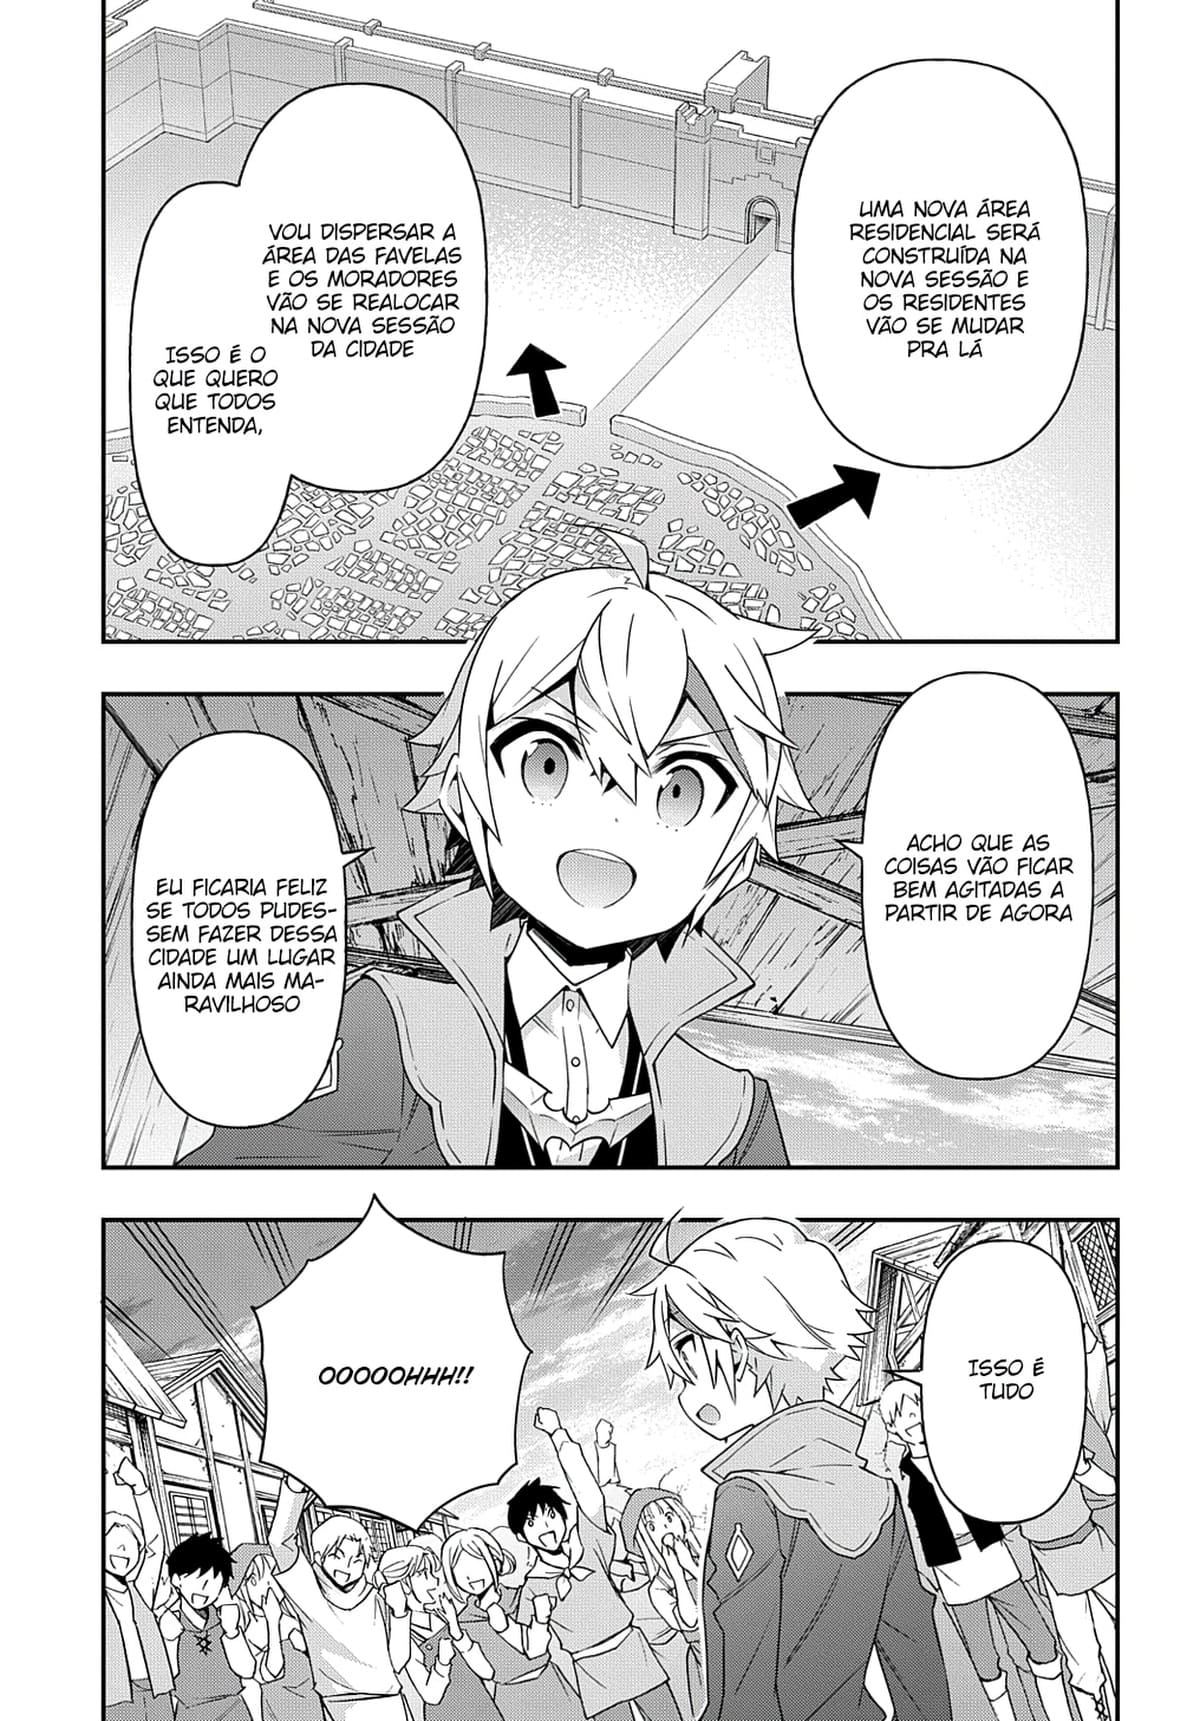 UMA NOVA ÁREA
RESIDENCIAL SERÁ
CONSTRUÍDA NA
NOVA SESSÃO E
OS RESIDENTES
VÃO SE MUDAR
PRA LÁ
VOU DISPERSAR A
ÁREA DAS FAVELAS
E OS MORADORES
VÃO SE REALOCAR
NA NOVA SESSÃO
DA CIDADE
ISSO É O
QUE QUERO
QUE TODOS
ENTENDA,
ACHO QUE AS
COISAS VÃO FICAR
BEM AGITADAS A
PARTIR DE AGORA
EU FICARIA FELIZ
SE TODOS PUDES-
SEM FAZER DESSA
CIDADE UM LUGAR
AINDA MAIS MA-
RAVILHOSO
ISSO É
TUDO
OOOOOHHH!!